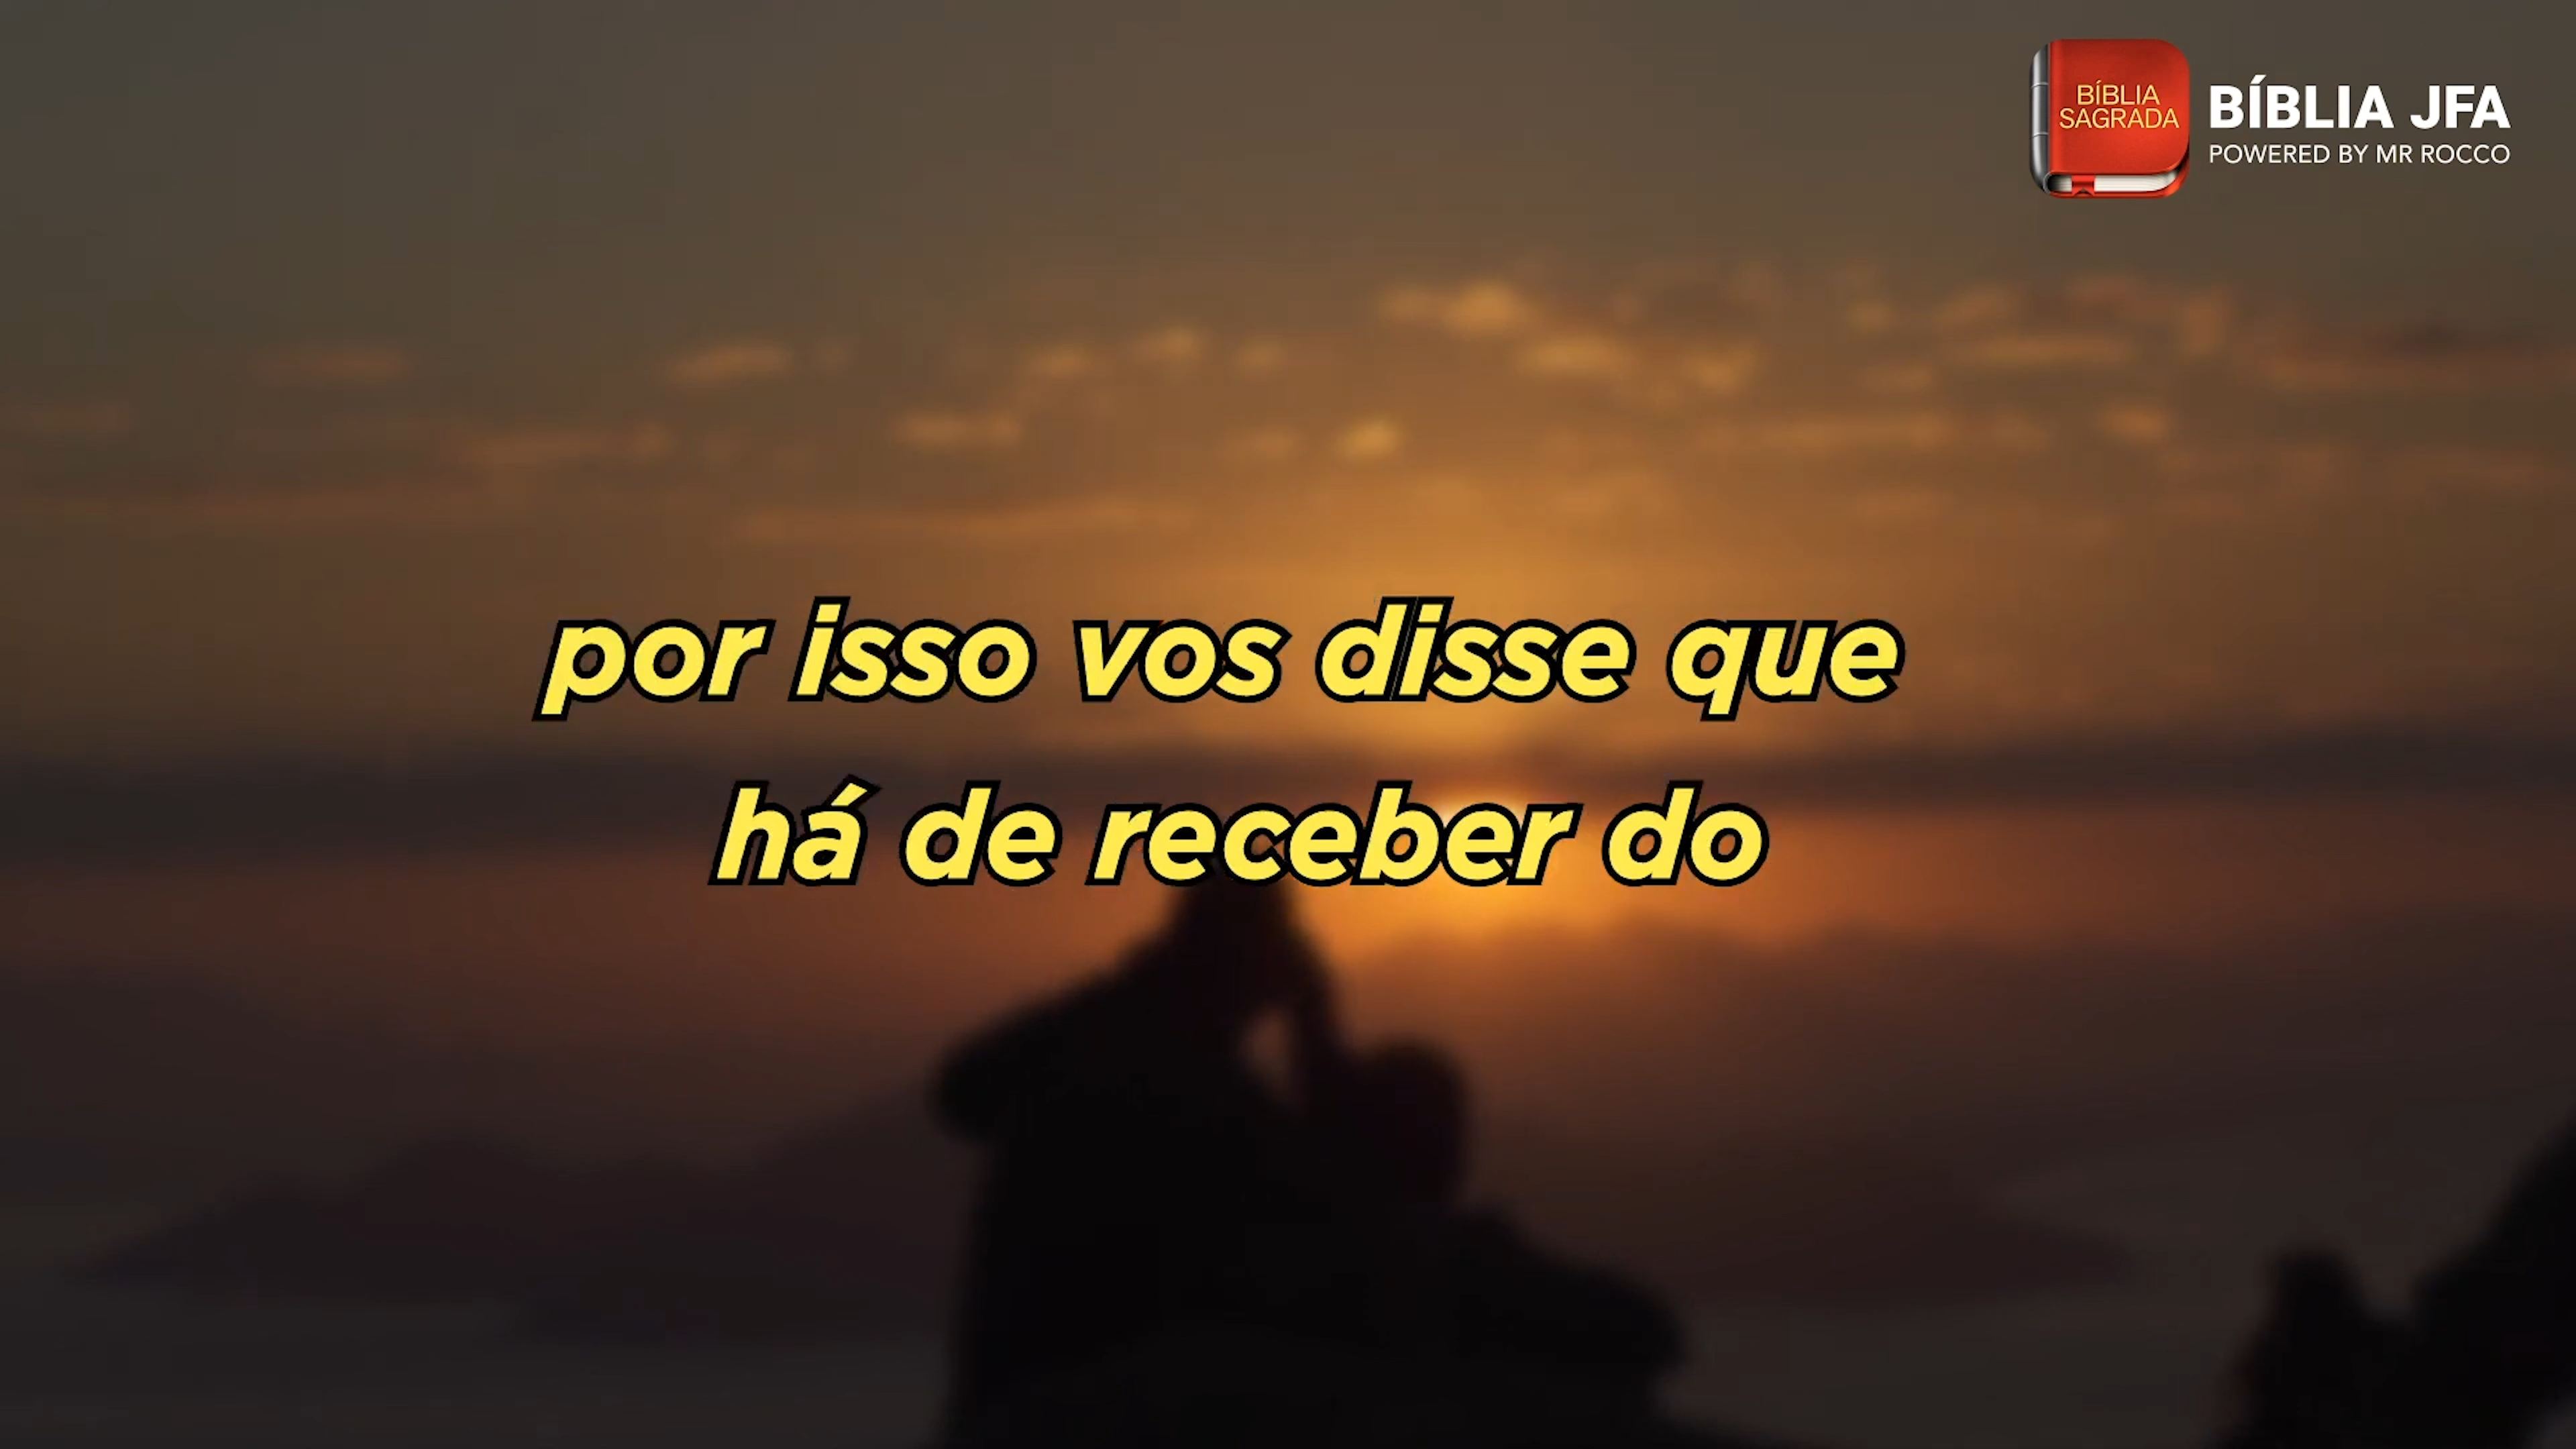 BÍBLIA
SAGRADA
BÍBLIA JFA
POWERED BY MR ROCCO
por isso vos disse que
há de receber do